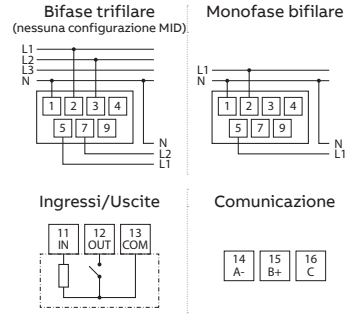 Bifase trifilare
(nessuna configurazione MID)
L1
L2
L3
N
1 2 3 4
5 7 9
N
L2
L1
Monofase bifilare
L1
N
1 2 3 4
5 7 9
N
L1
Ingressi/Uscite
11 12 13
IN OUT COM
Comunicazione
14 15 16
A- B+ C